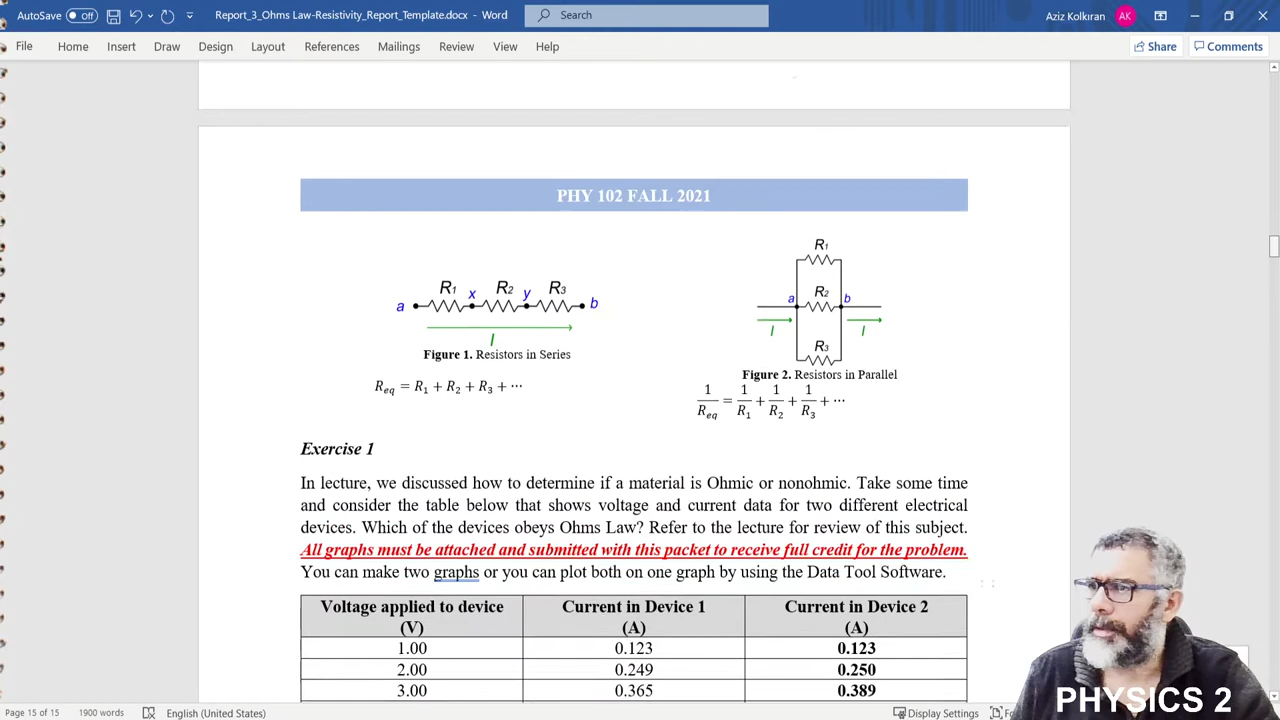 AutoSave Off Report_3_Ohms Law-Resistivity_Report_Template.docx - Word Search Aziz Kolkıran AK
File Home Insert Draw Design Layout References Mailings Review View Help Share Comments
PHY 102 FALL 2021
R1 R2 R3
a x y b
I
Figure 1. Resistors in Series
Req = R1 + R2 + R3 + ⋯
R1
R2
a b
I I
R3
Figure 2. Resistors in Parallel
1/Req = 1/R1 + 1/R2 + 1/R3 + ⋯
Exercise 1
In lecture, we discussed how to determine if a material is Ohmic or nonohmic. Take some time
and consider the table below that shows voltage and current data for two different electrical
devices. Which of the devices obeys Ohms Law? Refer to the lecture for review of this subject.
All graphs must be attached and submitted with this packet to receive full credit for the problem.
You can make two graphs or you can plot both on one graph by using the Data Tool Software.
Voltage applied to device Current in Device 1 Current in Device 2
(V) (A) (A)
1.00 0.123 0.123
2.00 0.249 0.250
3.00 0.365 0.389
PHYSICS 2
Page 15 of 15 1900 words English (United States) Display Settings